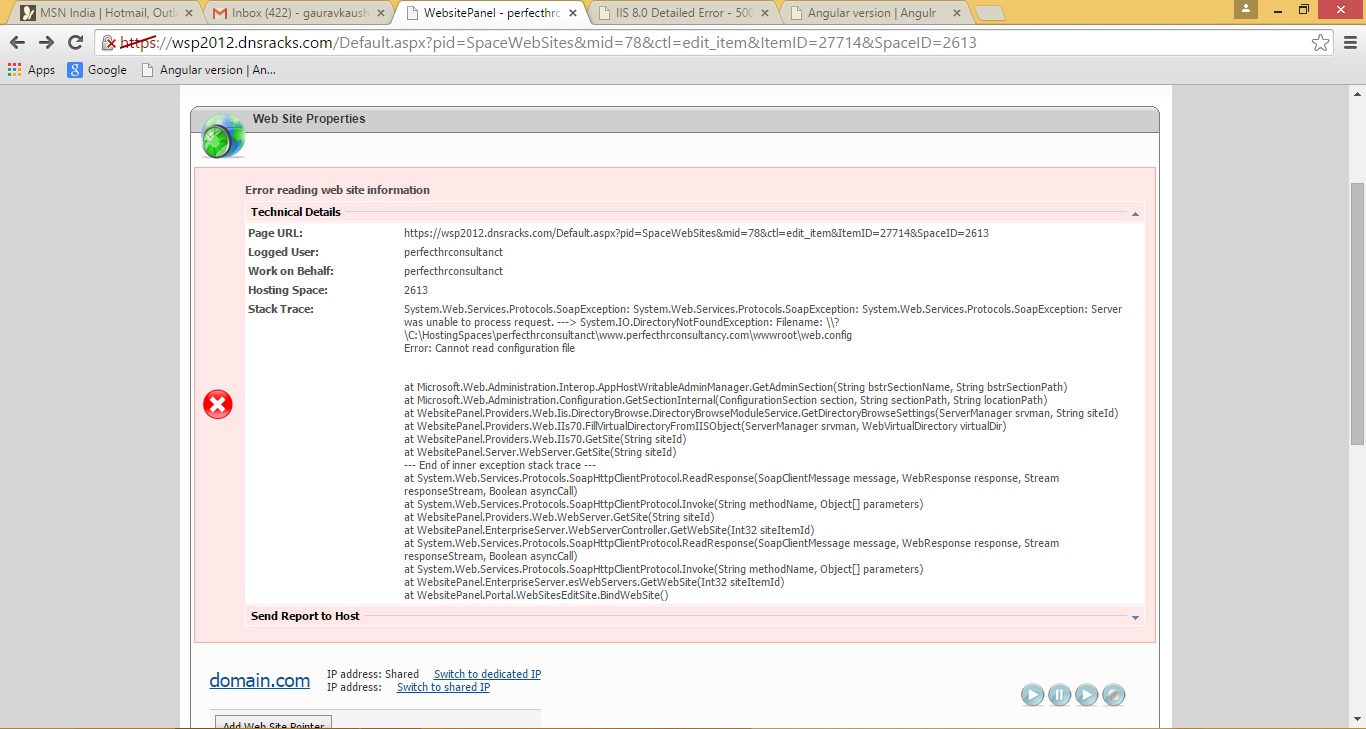 MSN India | Hotmail, Outl
Inbox (422) - gauravkaush
WebsitePanel - perfecthrc
IIS 8.0 Detailed Error - 500
Angular version | Angulr
https://wsp2012.dnsracks.com/Default.aspx?pid=SpaceWebSites&mid=78&ctl=edit_item&ItemID=27714&SpaceID=2613
Apps
Google
Angular version | An...
Web Site Properties
Error reading web site information
Technical Details
Page URL: https://wsp2012.dnsracks.com/Default.aspx?pid=SpaceWebSites&mid=78&ctl=edit_item&ItemID=27714&SpaceID=2613
Logged User: perfecthrconsultanct
Work on Behalf: perfecthrconsultanct
Hosting Space: 2613
Stack Trace: System.Web.Services.Protocols.SoapException: System.Web.Services.Protocols.SoapException: System.Web.Services.Protocols.SoapException: Server
was unable to process request. ---> System.IO.DirectoryNotFoundException: Filename: \\?
\C:\HostingSpaces\perfecthrconsultanct\www.perfecthrconsultancy.com\wwwroot\web.config
Error: Cannot read configuration file
at Microsoft.Web.Administration.Interop.AppHostWritableAdminManager.GetAdminSection(String bstrSectionName, String bstrSectionPath)
at Microsoft.Web.Administration.Configuration.GetSectionInternal(ConfigurationSection section, String sectionPath, String locationPath)
at WebsitePanel.Providers.Web.Iis.DirectoryBrowse.DirectoryBrowseModuleService.GetDirectoryBrowseSettings(ServerManager srvman, String siteId)
at WebsitePanel.Providers.Web.IIs70.FillVirtualDirectoryFromIISObject(ServerManager srvman, WebVirtualDirectory virtualDir)
at WebsitePanel.Providers.Web.IIs70.GetSite(String siteId)
at WebsitePanel.Server.WebServer.GetSite(String siteId)
--- End of inner exception stack trace ---
at System.Web.Services.Protocols.SoapHttpClientProtocol.ReadResponse(SoapClientMessage message, WebResponse response, Stream
responseStream, Boolean asyncCall)
at System.Web.Services.Protocols.SoapHttpClientProtocol.Invoke(String methodName, Object[] parameters)
at WebsitePanel.Providers.Web.WebServer.GetSite(String siteId)
at WebsitePanel.EnterpriseServer.WebServerController.GetWebSite(Int32 siteItemId)
at System.Web.Services.Protocols.SoapHttpClientProtocol.ReadResponse(SoapClientMessage message, WebResponse response, Stream
responseStream, Boolean asyncCall)
at System.Web.Services.Protocols.SoapHttpClientProtocol.Invoke(String methodName, Object[] parameters)
at WebsitePanel.EnterpriseServer.esWebServers.GetWebSite(Int32 siteItemId)
at WebsitePanel.Portal.WebSitesEditSite.BindWebSite()
Send Report to Host
domain.com
IP address: Shared Switch to dedicated IP
IP address: Switch to shared IP
Add Web Site Pointer